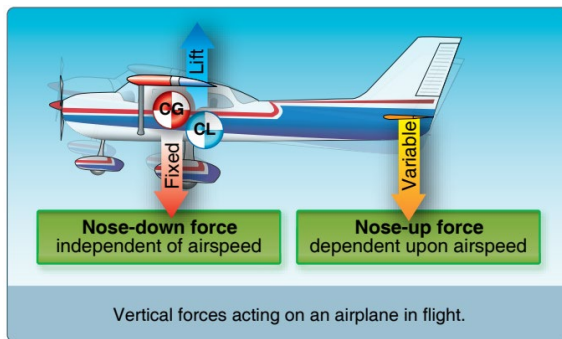 Lift
CG
CL
Fixed
Variable
Nose-down force
independent of airspeed
Nose-up force
dependent upon airspeed
Vertical forces acting on an airplane in flight.